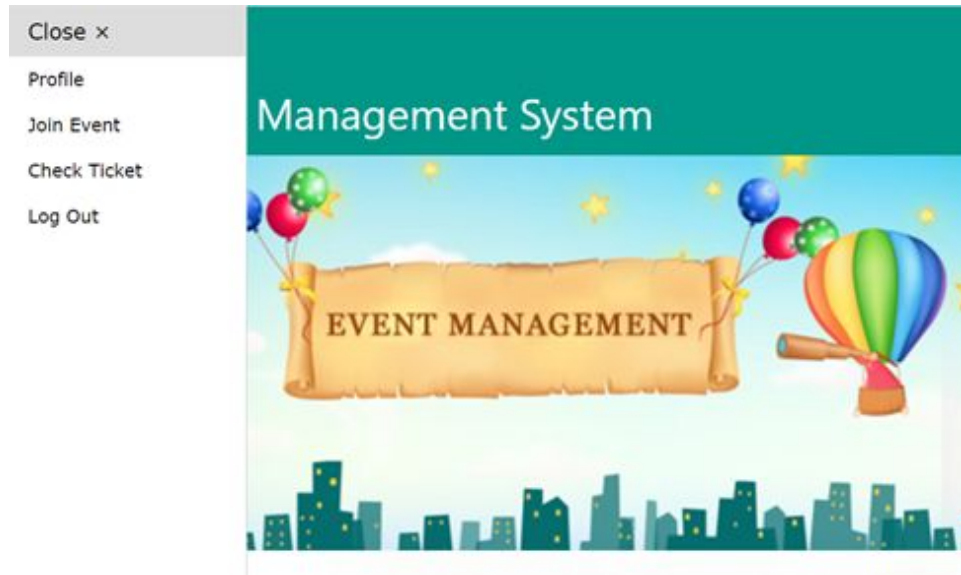 Close ×
Profile
Join Event
Check Ticket
Log Out
Management System
EVENT MANAGEMENT